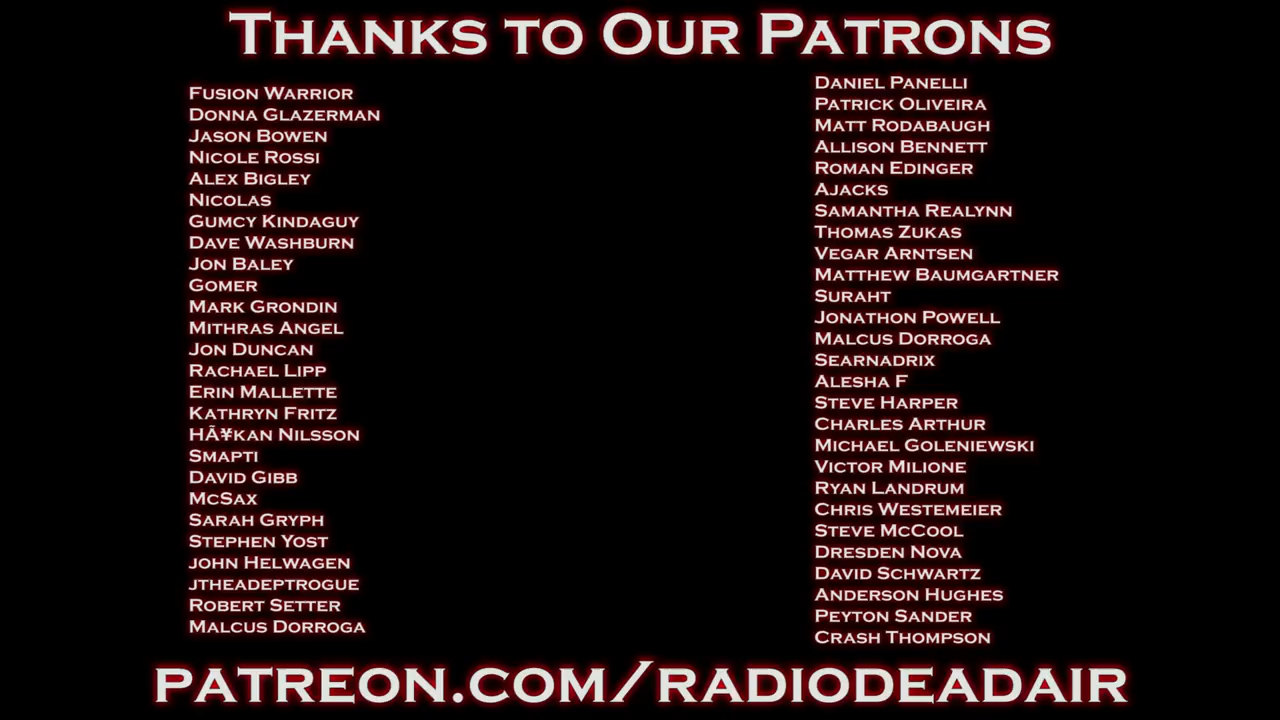 Thanks to Our Patrons
Fusion Warrior
Donna Glazerman
Jason Bowen
Nicole Rossi
Alex Bigley
Nicolas
Gumcy Kindaguy
Dave Washburn
Jon Baley
Gomer
Mark Grondin
Mithras Angel
Jon Duncan
Rachael Lipp
Erin Mallette
Kathryn Fritz
HÃ¥kan Nilsson
Smapti
David Gibb
McSax
Sarah Gryph
Stephen Yost
john Helwagen
jtheadeptrogue
Robert Setter
Malcus Dorroga
Daniel Panelli
Patrick Oliveira
Matt Rodabaugh
Allison Bennett
Roman Edinger
Ajacks
Samantha Realynn
Thomas Zukas
Vegar Arntsen
Matthew Baumgartner
Suraht
Jonathon Powell
Malcus Dorroga
Searnadrix
Alesha F
Steve Harper
Charles Arthur
Michael Goleniewski
Victor Milione
Ryan Landrum
Chris Westemeier
Steve McCool
Dresden Nova
David Schwartz
Anderson Hughes
Peyton Sander
Crash Thompson
patreon.com/radiodeadair